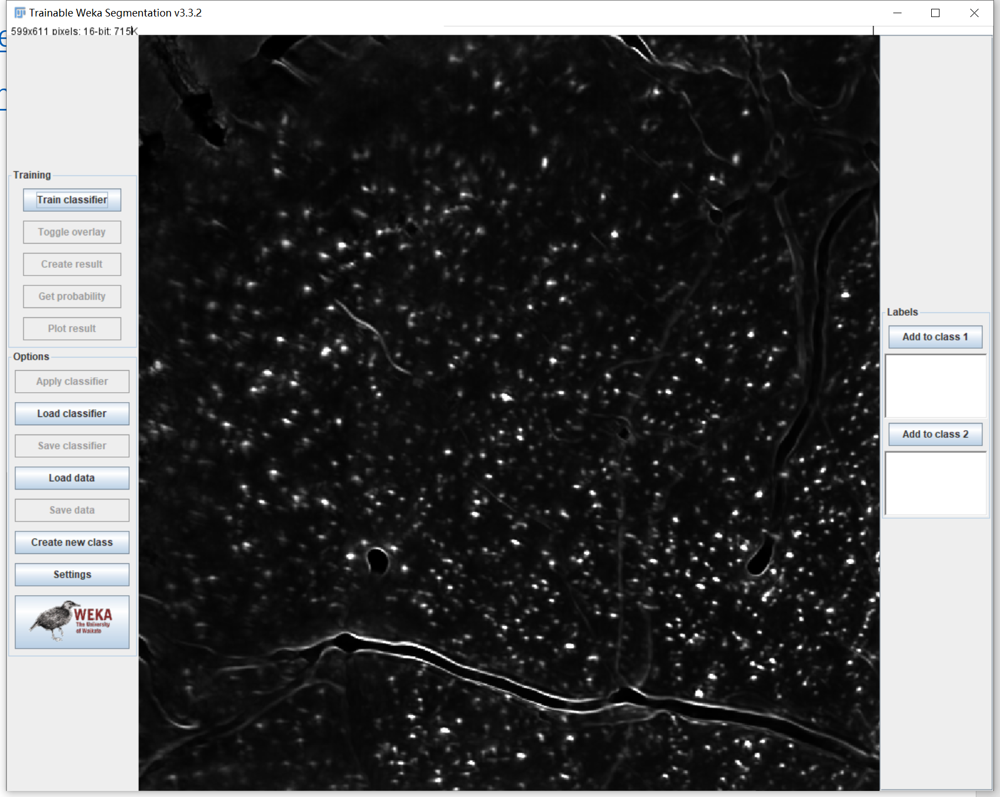 Trainable Weka Segmentation v3.3.2
599x611 pixels; 16-bit; 715K
Training
Train classifier
Toggle overlay
Create result
Get probability
Plot result
Options
Apply classifier
Load classifier
Save classifier
Load data
Save data
Create new class
Settings
WEKA
The University
of Waikato
Labels
Add to class 1
Add to class 2